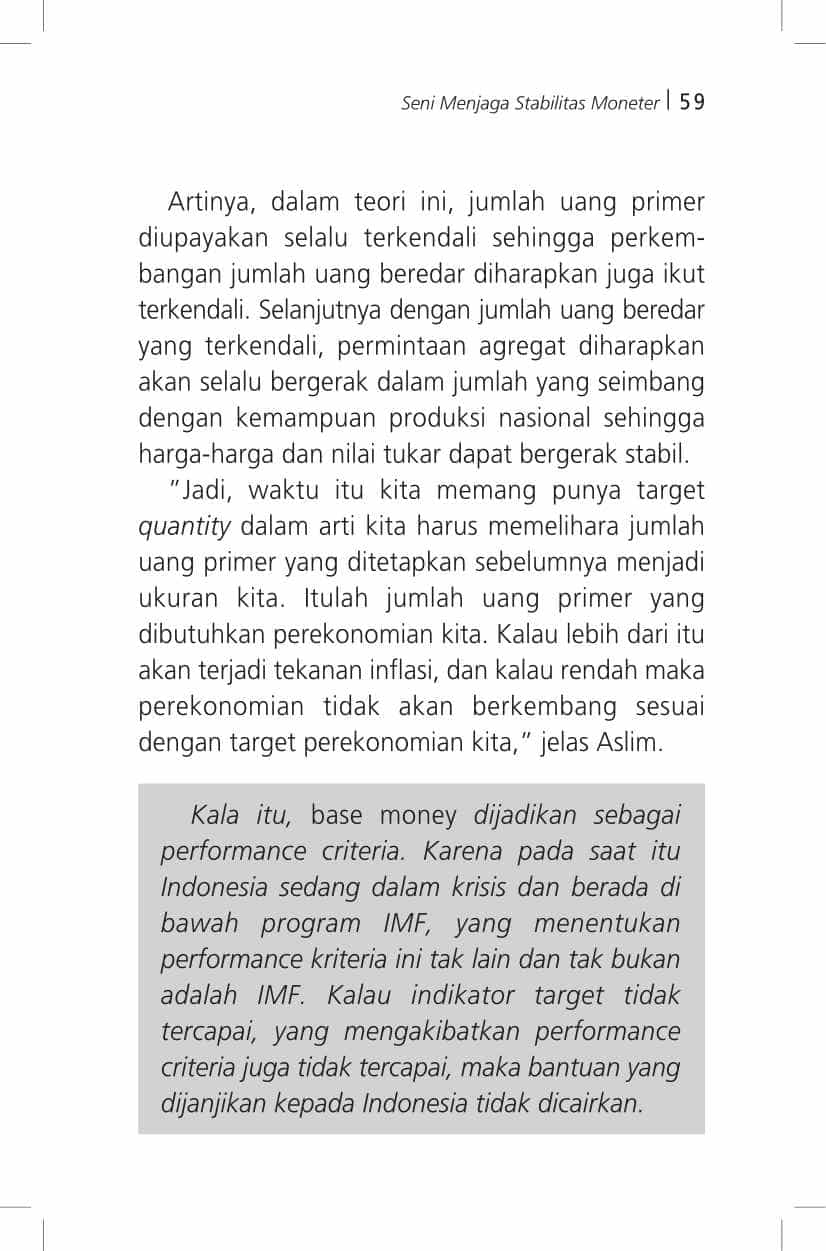 Seni Menjaga Stabilitas Moneter | 59
Artinya, dalam teori ini, jumlah uang primer
diupayakan selalu terkendali sehingga perkem-
bangan jumlah uang beredar diharapkan juga ikut
terkendali. Selanjutnya dengan jumlah uang beredar
yang terkendali, permintaan agregat diharapkan
akan selalu bergerak dalam jumlah yang seimbang
dengan kemampuan produksi nasional sehingga
harga-harga dan nilai tukar dapat bergerak stabil.
”Jadi, waktu itu kita memang punya target
quantity dalam arti kita harus memelihara jumlah
uang primer yang ditetapkan sebelumnya menjadi
ukuran kita. Itulah jumlah uang primer yang
dibutuhkan perekonomian kita. Kalau lebih dari itu
akan terjadi tekanan inflasi, dan kalau rendah maka
perekonomian tidak akan berkembang sesuai
dengan target perekonomian kita,” jelas Aslim.
Kala itu, base money dijadikan sebagai
performance criteria. Karena pada saat itu
Indonesia sedang dalam krisis dan berada di
bawah program IMF, yang menentukan
performance kriteria ini tak lain dan tak bukan
adalah IMF. Kalau indikator target tidak
tercapai, yang mengakibatkan performance
criteria juga tidak tercapai, maka bantuan yang
dijanjikan kepada Indonesia tidak dicairkan.